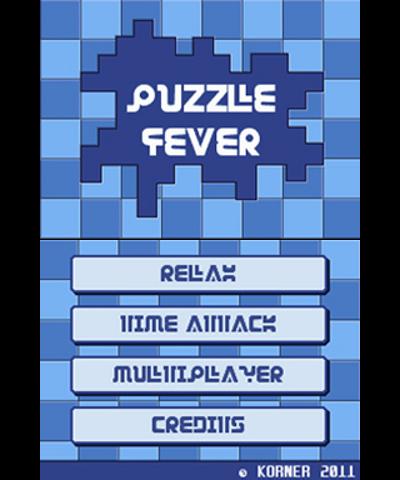 PUZZLE
FEVER
RELAX
TIME ATTACK
MULTIPLAYER
CREDITS
© KORNER 2011